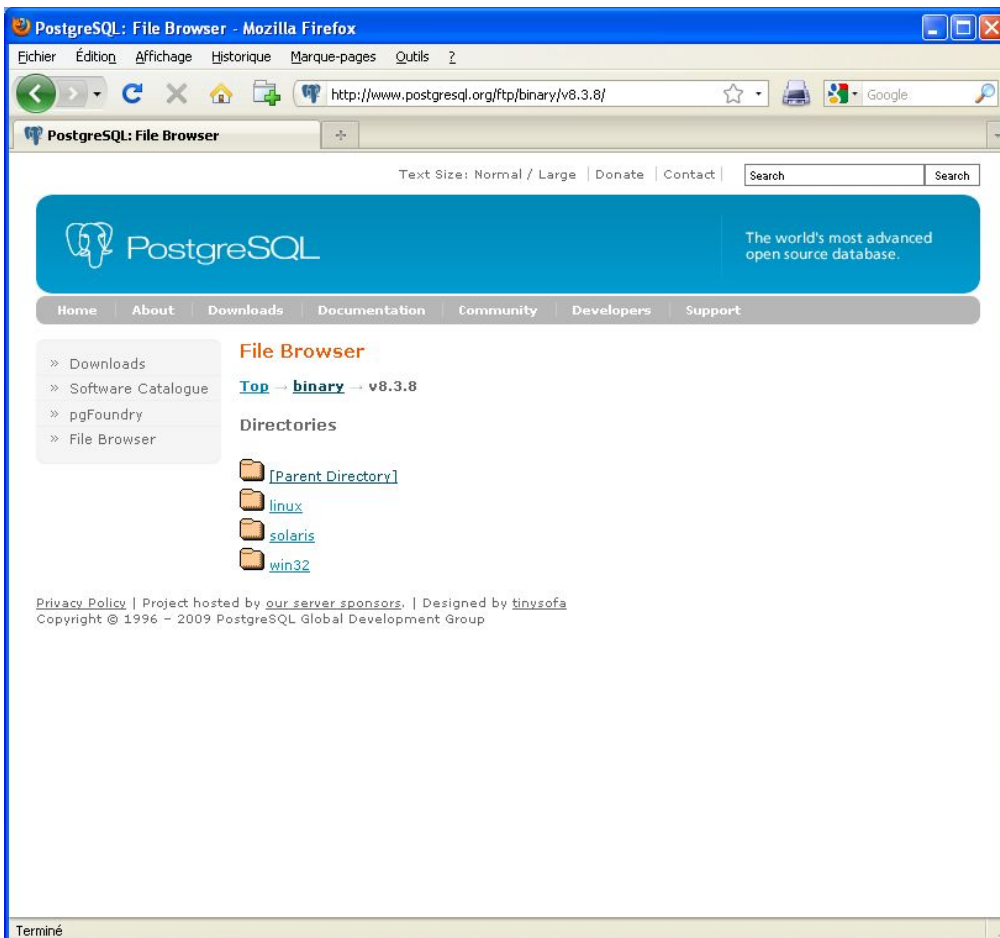 PostgreSQL: File Browser - Mozilla Firefox
Fichier Édition Affichage Historique Marque-pages Outils ?
http://www.postgresql.org/ftp/binary/v8.3.8/ Google
PostgreSQL: File Browser
Text Size: Normal / Large | Donate | Contact | Search Search
PostgreSQL
The world's most advanced
open source database.
Home | About | Downloads | Documentation | Community | Developers | Support
» Downloads
» Software Catalogue
» pgFoundry
» File Browser
File Browser
Top → binary → v8.3.8
Directories
[Parent Directory]
linux
solaris
win32
Privacy Policy | Project hosted by our server sponsors. | Designed by tinysofa
Copyright © 1996 – 2009 PostgreSQL Global Development Group
Terminé